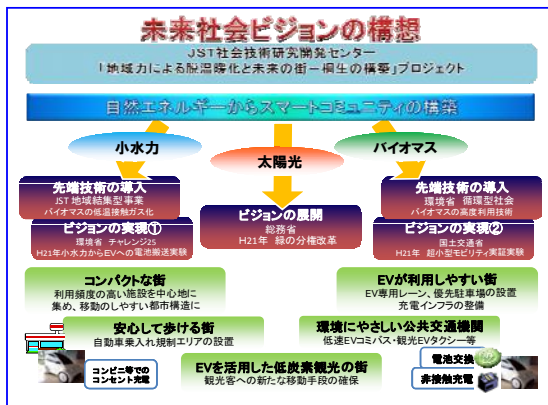 未来社会ビジョンの構想
JST社会技術研究開発センター
「地域力による脱温暖化と未来の街－桐生の構築」プロジェクト
自然エネルギーからスマートコミュニティの構築
小水力
太陽光
バイオマス
先端技術の導入
JST 地域結集型事業
バイオマスの低温接触ガス化
ビジョンの実現①
環境省 チャレンジ25
H21年小水力からEVへの電池搬送実験
ビジョンの展開
総務省
H21年 緑の分権改革
先端技術の導入
環境省 循環型社会
バイオマスの高度利用技術
ビジョンの実現②
国土交通省
H21年 超小型モビリティ実証試験
コンパクトな街
利用頻度の高い施設を中心地に
集め、移動のしやすい都市構造に
EVが利用しやすい街
EV専用レーン、優先駐車場の設置
充電インフラの整備
安心して歩ける街
自動車乗入れ規制エリアの設置
環境にやさしい公共交通機関
低速EVコミバス・観光EVタクシー等
EVを活用した低炭素観光の街
観光客への新たな移動手段の確保
コンビニ等での
コンセント充電
電池交換
非接触充電